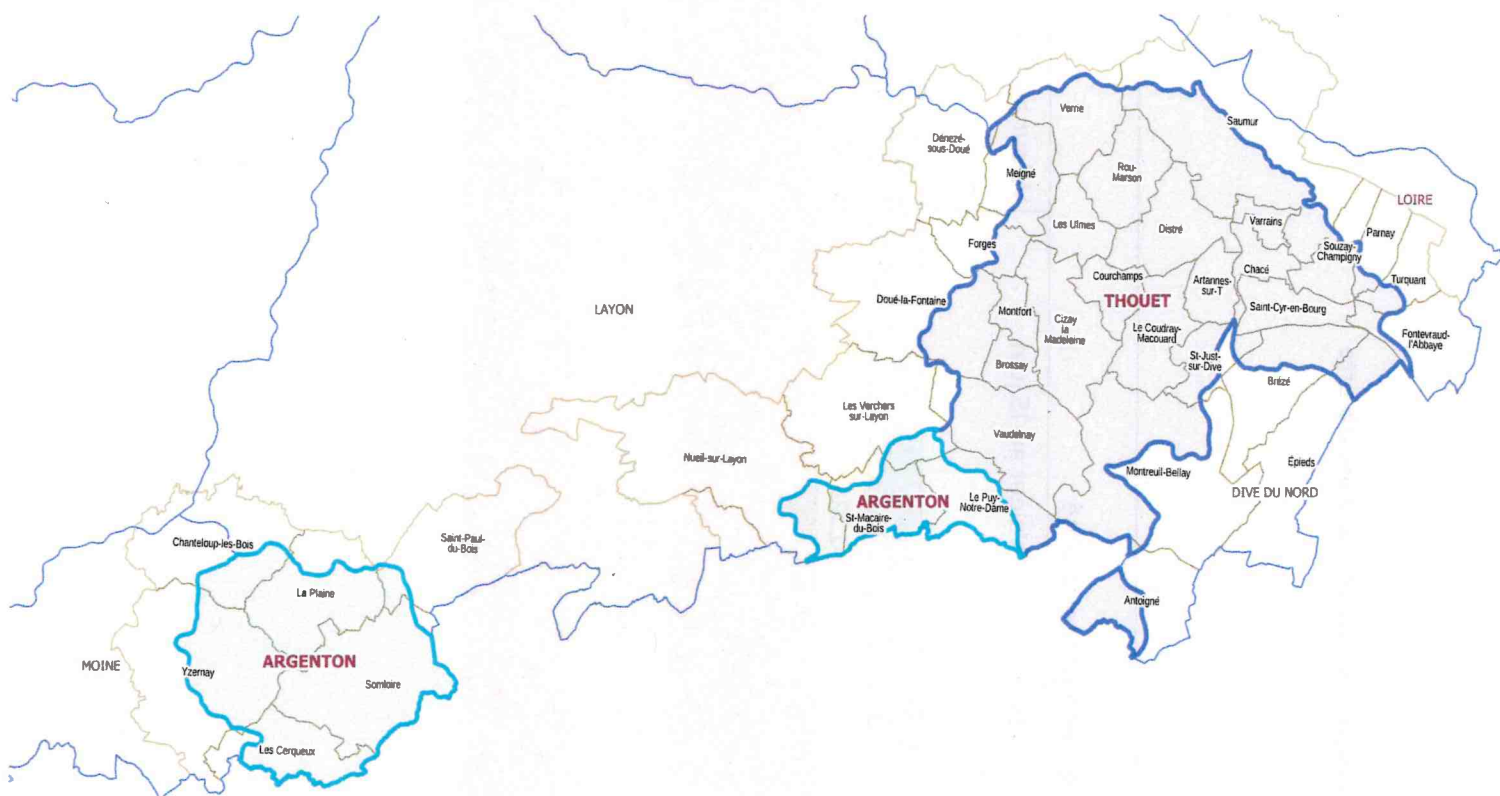 Verrie
Saumur
Dénezé-
sous-Doué
Meigné
Rou-
Marson
LOIRE
Les Ulmes
Distré
Varrains
Parnay
Forges
Souzay-
Champigny
Courchamps
Chacé
Turquant
Artannes-
sur-T
Doué-la-Fontaine
THOUET
LAYON
Montfort
Saint-Cyr-en-Bourg
Cizay
la
Madeleine
Le Coudray-
Macouard
Fontevraud-
l'Abbaye
St-Just-
sur-Dive
Brossay
Brézé
Les Verchers
sur-Layon
Vaudelnay
Nueil-sur-Layon
Épieds
Montreuil-Bellay
DIVE DU NORD
ARGENTON
Le Puy-
Notre-Dame
St-Macaire-
du-Bois
Saint-Paul-
du-Bois
Chanteloup-les-Bois
La Plaine
Antoigné
ARGENTON
MOINE
Yzernay
Somloire
Les Cerqueux